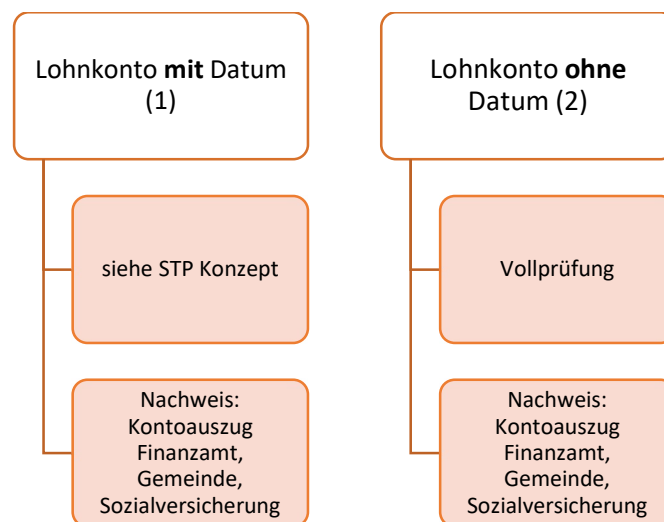 Lohnkonto mit Datum
(1)
siehe STP Konzept
Nachweis:
Kontoauszug
Finanzamt,
Gemeinde,
Sozialversicherung
Lohnkonto ohne
Datum (2)
Vollprüfung
Nachweis:
Kontoauszug
Finanzamt,
Gemeinde,
Sozialversicherung